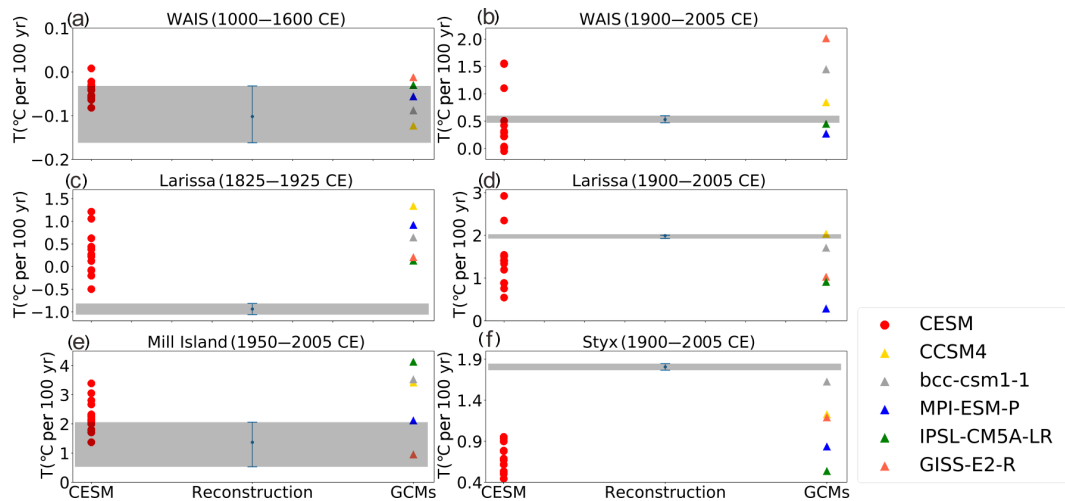 (a) WAIS (1000−1600 CE)
T(℃ per 100 yr)
0.1
0.0
−0.1
−0.2
(b) WAIS (1900−2005 CE)
T(℃ per 100 yr)
2.0
1.5
1.0
0.5
0.0
(c) Larissa (1825−1925 CE)
T(℃ per 100 yr)
1.5
1.0
0.5
0.0
−0.5
−1.0
(d) Larissa (1900−2005 CE)
T(℃ per 100 yr)
3
2
1
0
(e) Mill Island (1950−2005 CE)
T(℃ per 100 yr)
4
3
2
1
0
CESM Reconstruction GCMs
(f) Styx (1900−2005 CE)
T(℃ per 100 yr)
1.9
1.4
0.9
0.4
CESM Reconstruction GCMs
CESM
CCSM4
bcc-csm1-1
MPI-ESM-P
IPSL-CM5A-LR
GISS-E2-R